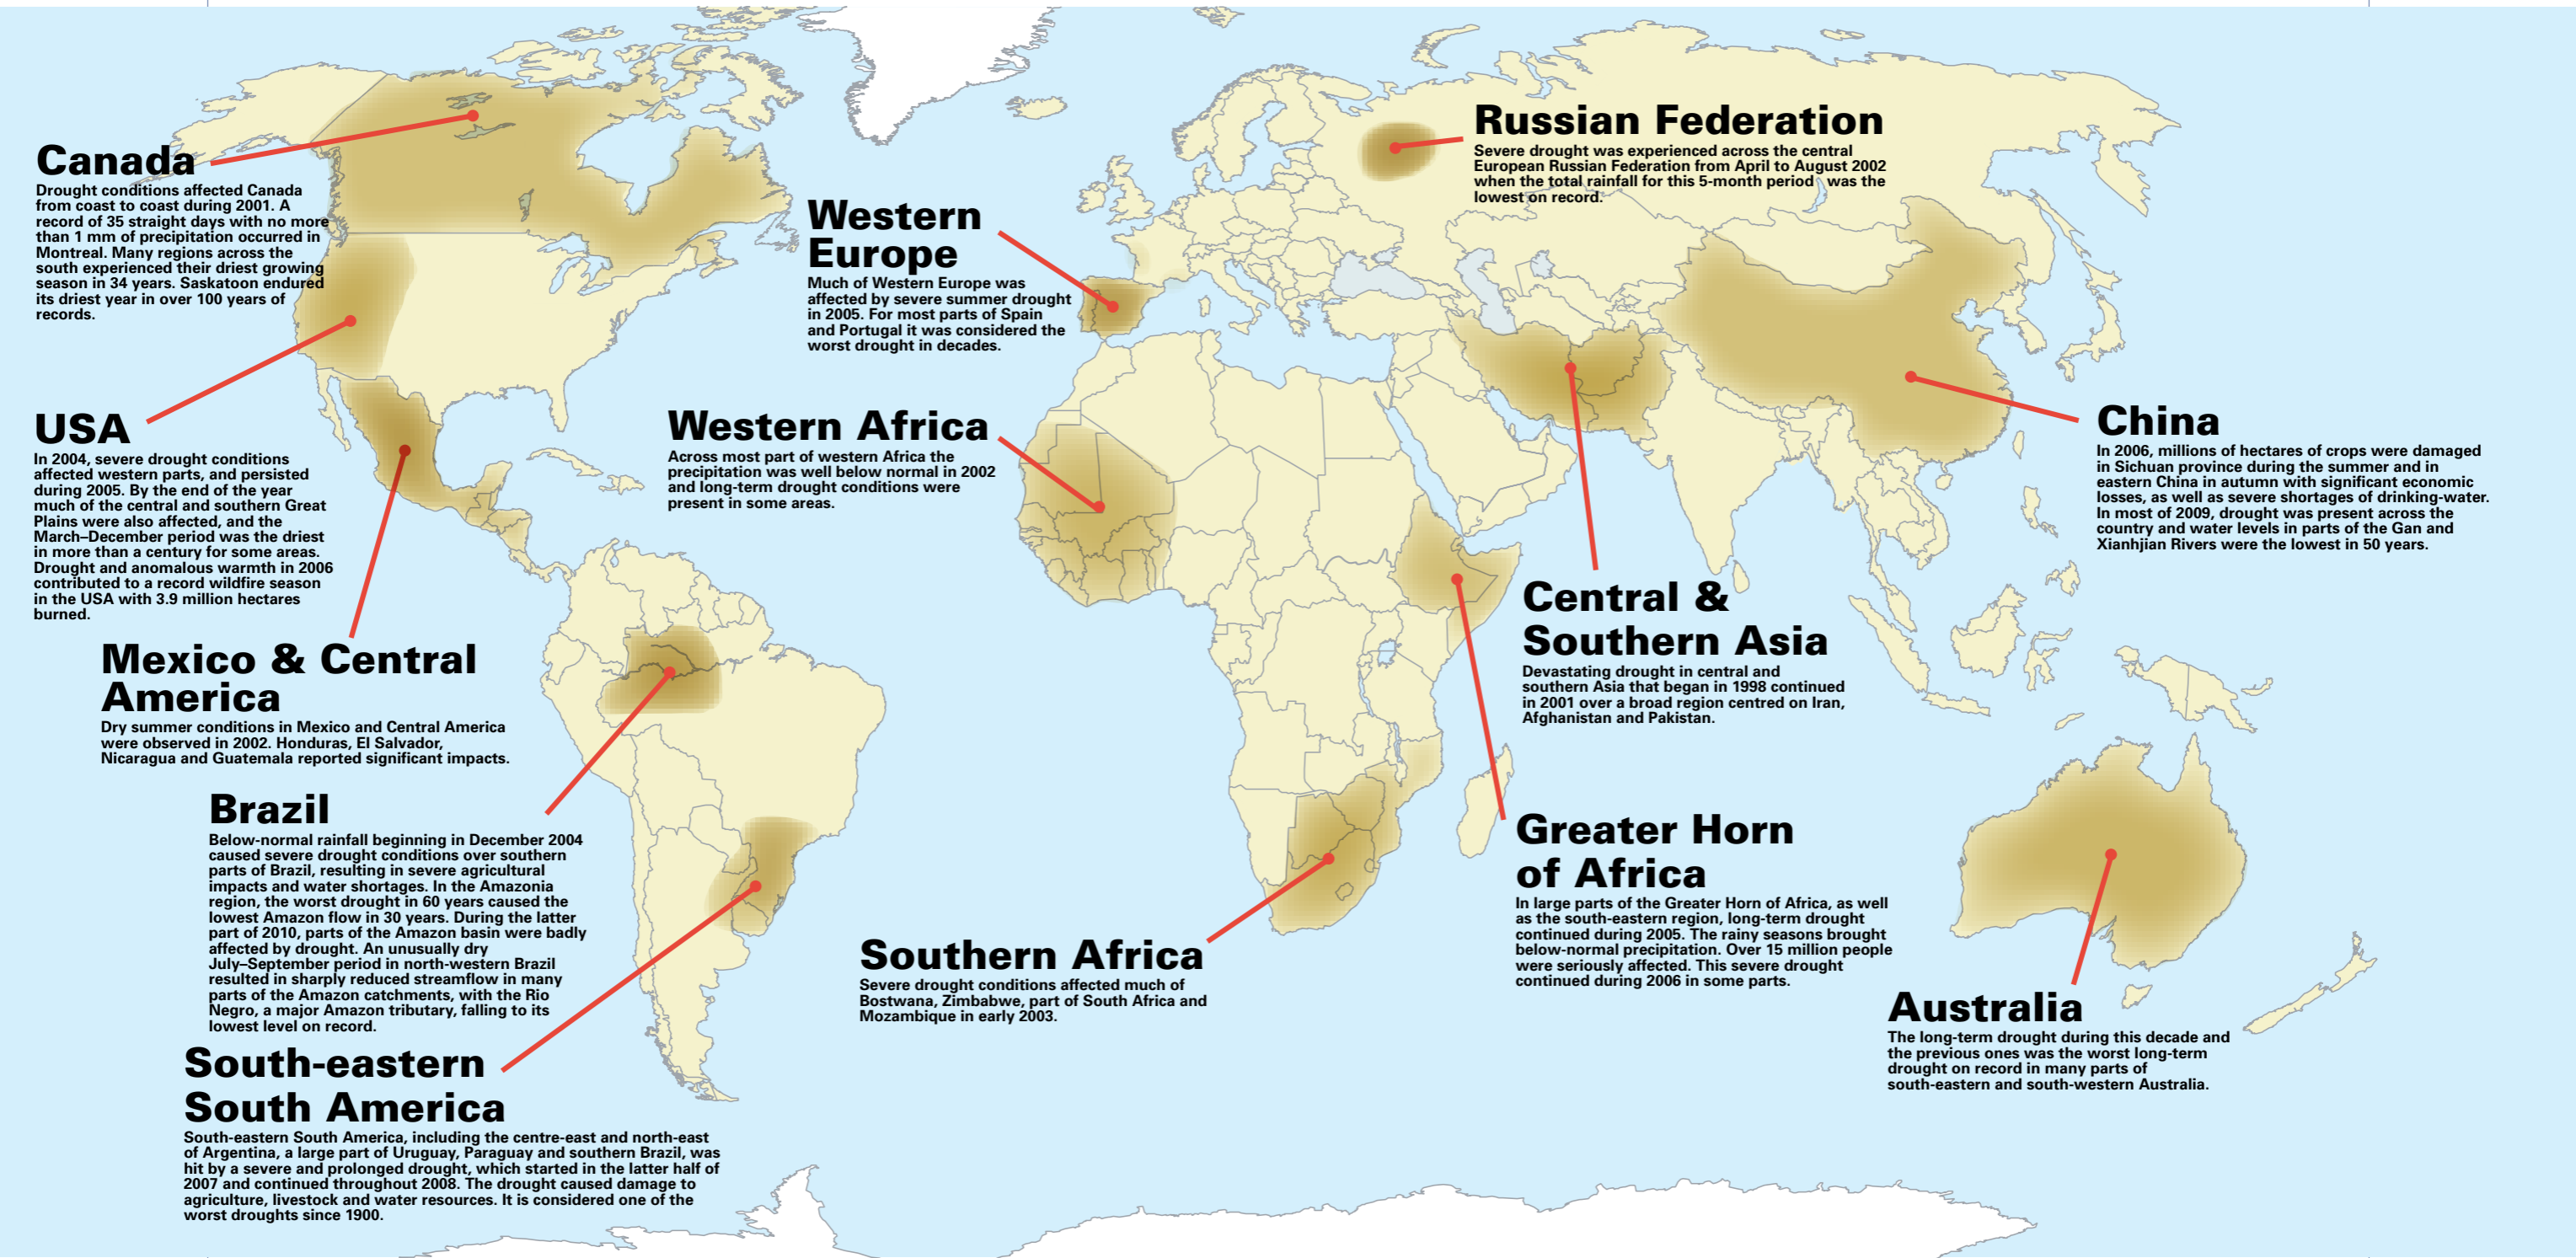 Canada
Drought conditions affected Canada
from coast to coast during 2001. A
record of 35 straight days with no more
than 1 mm of precipitation occurred in
Montreal. Many regions across the
south experienced their driest growing
season in 34 years. Saskatoon endured
its driest year in over 100 years of
records.
USA
In 2004, severe drought conditions
affected western parts, and persisted
during 2005. By the end of the year
much of the central and southern Great
Plains were also affected, and the
March–December period was the driest
in more than a century for some areas.
Drought and anomalous warmth in 2006
contributed to a record wildfire season
in the USA with 3.9 million hectares
burned.
Mexico & Central
America
Dry summer conditions in Mexico and Central America
were observed in 2002. Honduras, El Salvador,
Nicaragua and Guatemala reported significant impacts.
Brazil
Below-normal rainfall beginning in December 2004
caused severe drought conditions over southern
parts of Brazil, resulting in severe agricultural
impacts and water shortages. In the Amazonia
region, the worst drought in 60 years caused the
lowest Amazon flow in 30 years. During the latter
part of 2010, parts of the Amazon basin were badly
affected by drought. An unusually dry
July–September period in north-western Brazil
resulted in sharply reduced streamflow in many
parts of the Amazon catchments, with the Rio
Negro, a major Amazon tributary, falling to its
lowest level on record.
South-eastern
South America
South-eastern South America, including the centre-east and north-east
of Argentina, a large part of Uruguay, Paraguay and southern Brazil, was
hit by a severe and prolonged drought, which started in the latter half of
2007 and continued throughout 2008. The drought caused damage to
agriculture, livestock and water resources. It is considered one of the
worst droughts since 1900.
Western
Europe
Much of Western Europe was
affected by severe summer drought
in 2005. For most parts of Spain
and Portugal it was considered the
worst drought in decades.
Western Africa
Across most part of western Africa the
precipitation was well below normal in 2002
and long-term drought conditions were
present in some areas.
Southern Africa
Severe drought conditions affected much of
Bostwana, Zimbabwe, part of South Africa and
Mozambique in early 2003.
Russian Federation
Severe drought was experienced across the central
European Russian Federation from April to August 2002
when the total rainfall for this 5-month period was the
lowest on record.
Central &
Southern Asia
Devastating drought in central and
southern Asia that began in 1998 continued
in 2001 over a broad region centred on Iran,
Afghanistan and Pakistan.
Greater Horn
of Africa
In large parts of the Greater Horn of Africa, as well
as the south-eastern region, long-term drought
continued during 2005. The rainy seasons brought
below-normal precipitation. Over 15 million people
were seriously affected. This severe drought
continued during 2006 in some parts.
China
In 2006, millions of hectares of crops were damaged
in Sichuan province during the summer and in
eastern China in autumn with significant economic
losses, as well as severe shortages of drinking-water.
In most of 2009, drought was present across the
country and water levels in parts of the Gan and
Xianhjian Rivers were the lowest in 50 years.
Australia
The long-term drought during this decade and
the previous ones was the worst long-term
drought on record in many parts of
south-eastern and south-western Australia.